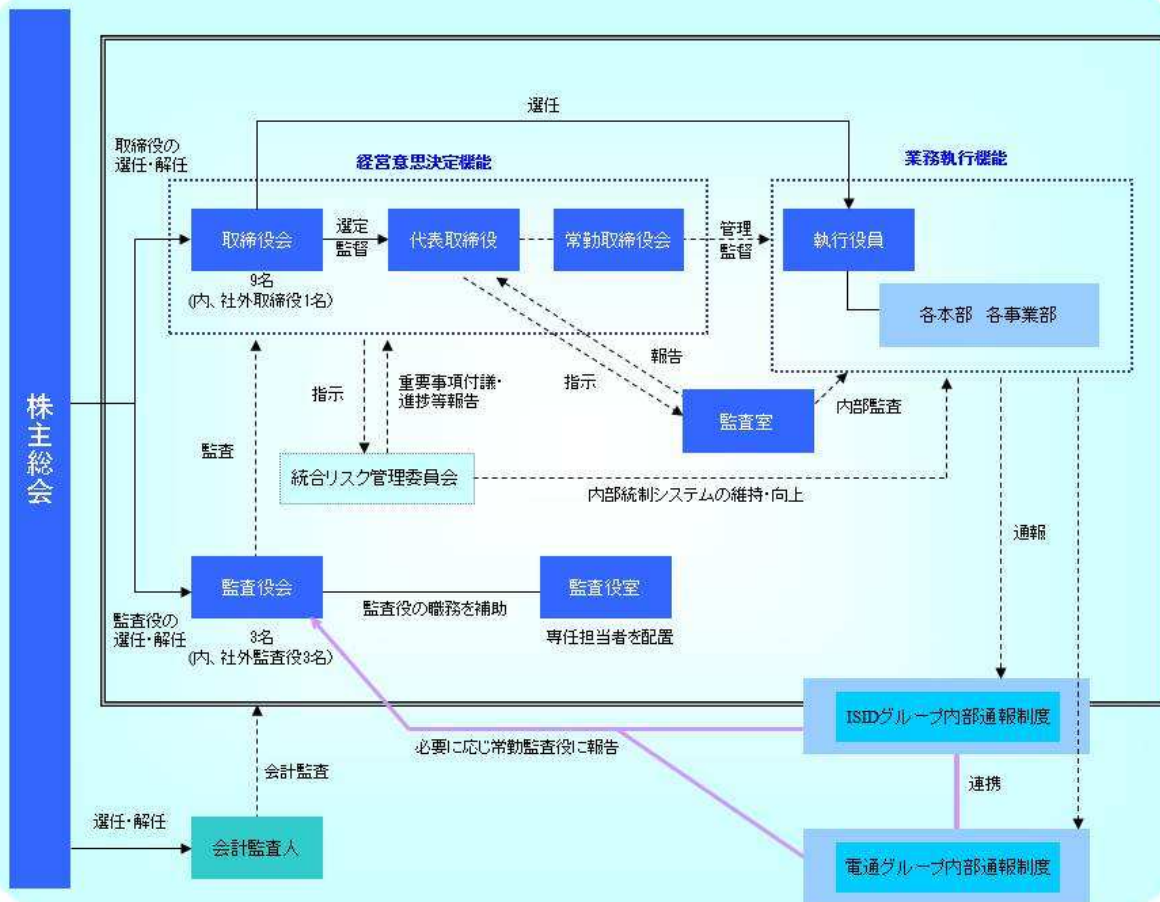 株主総会
選任
取締役の
選任・解任
経営意思決定機能
業務執行機能
取締役会
選定
監督
代表取締役
常勤取締役会
管理
監督
執行役員
9名
(内、社外取締役1名)
各本部 各事業部
指示
重要事項付議・
進捗等報告
報告
指示
監査室
内部監査
監査
統合リスク管理委員会
内部統制システムの維持・向上
通報
監査役会
監査役の職務を補助
監査役室
監査役の
選任・解任
3名
(内、社外監査役3名)
専任担当者を配置
ISIDグループ内部通報制度
必要に応じ常勤監査役に報告
会計監査
連携
選任・解任
会計監査人
電通グループ内部通報制度